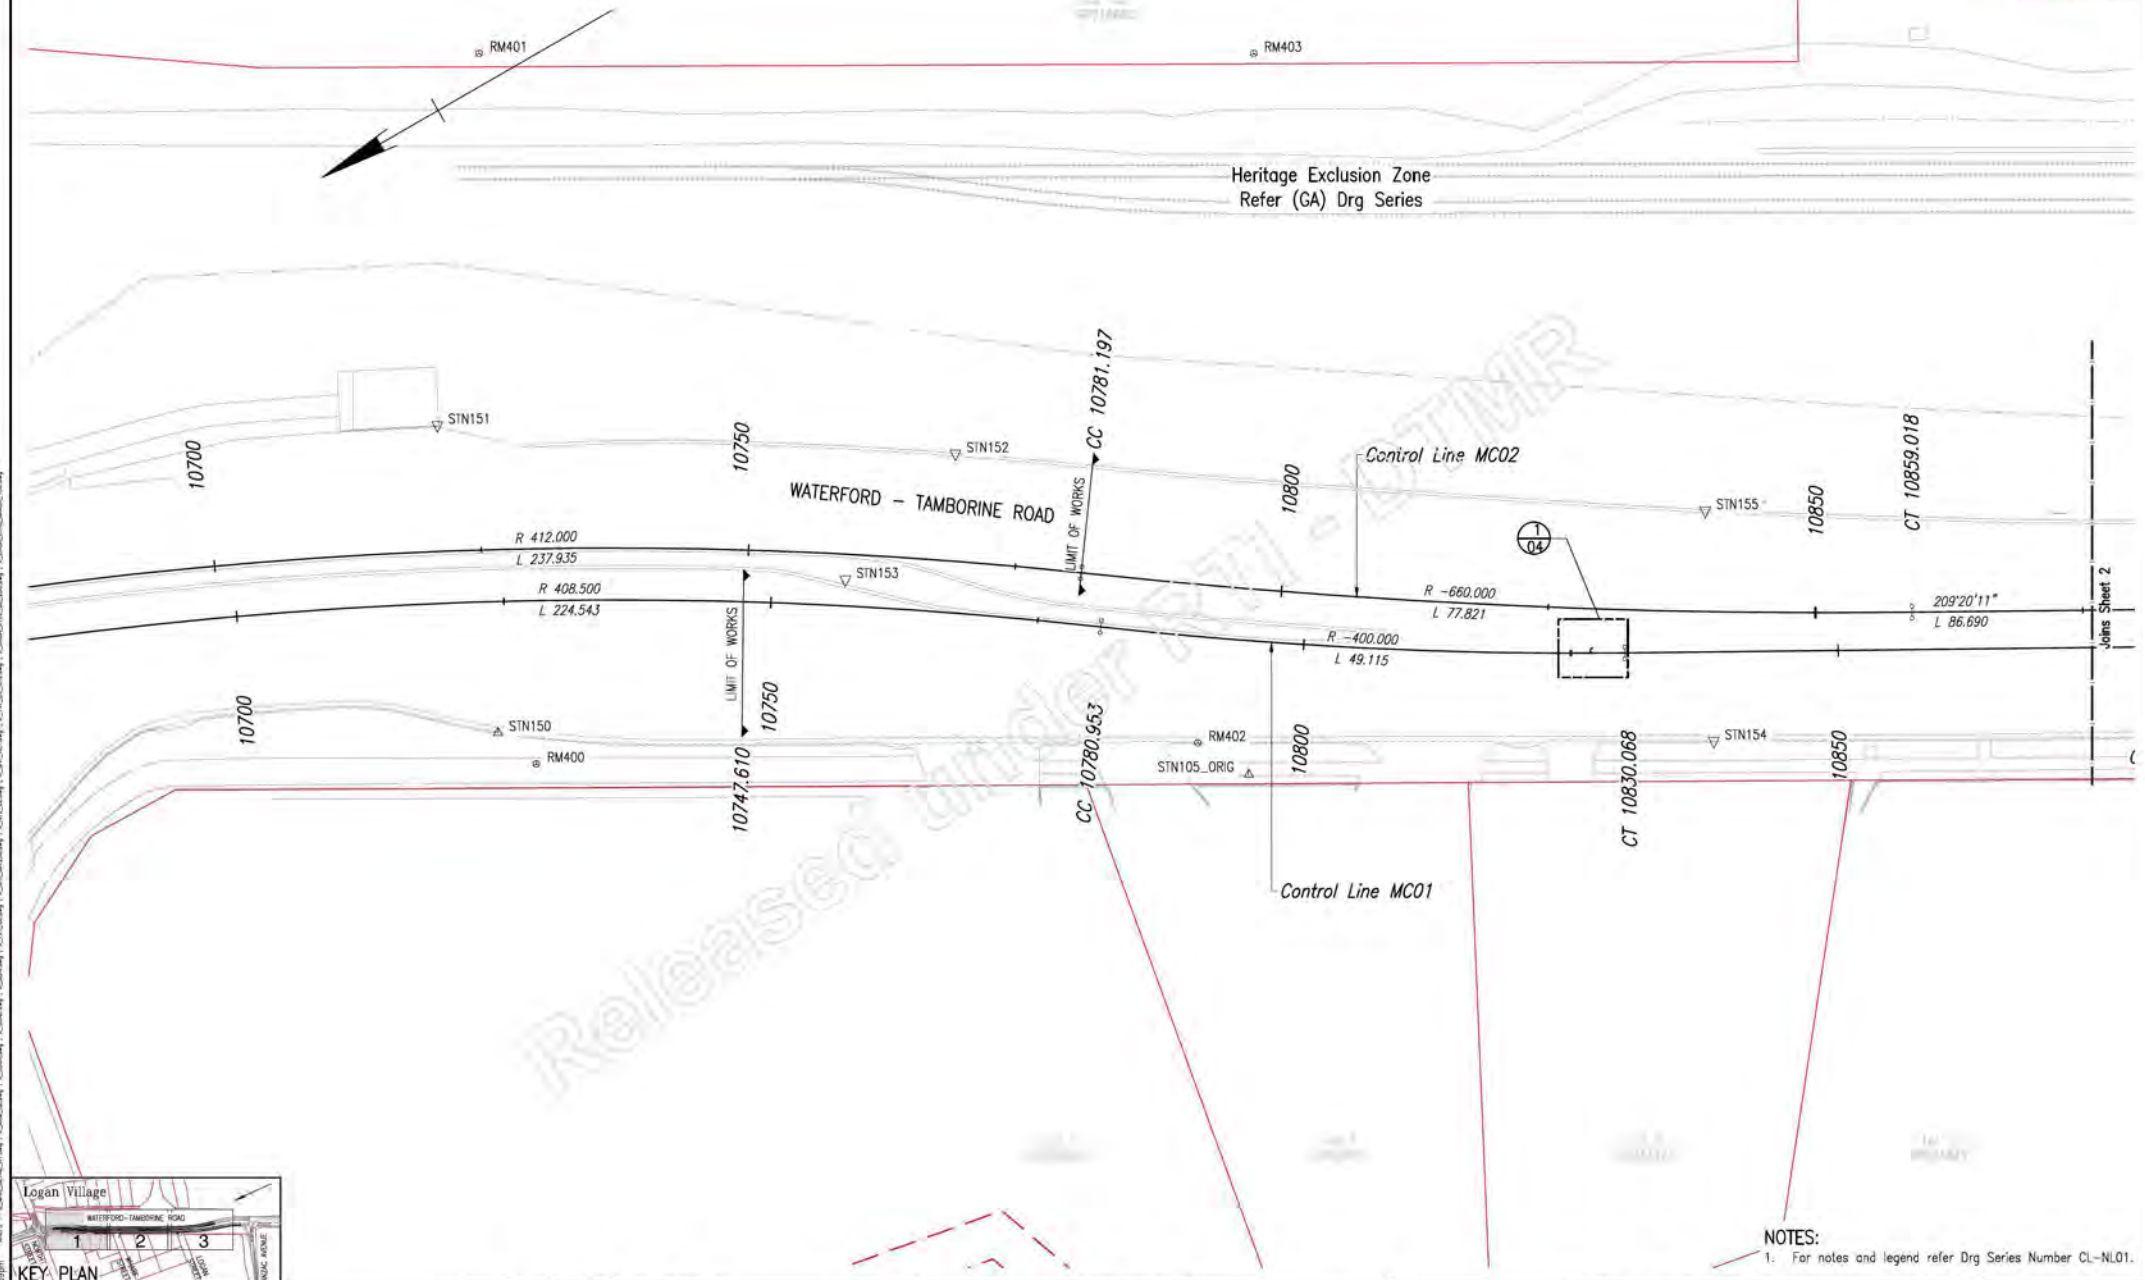 RM401
RM403
Heritage Exclusion Zone
Refer (GA) Drg Series
CC 10781.197
STN151
10700
10750
STN152
LIMIT OF WORKS
WATERFORD - TAMBORINE ROAD
10800
Control Line MC02
STN155
10850
CT 10859.018
1
04
R 412.000
L 237.935
R 408.500
L 224.543
STN153
R -660.000
L 77.821
R -400.000
L 49.115
209°20'11"
L 86.690
Joins Sheet 2
LIMIT OF WORKS
10700
STN150
RM400
10750
10747.610
CC 10780.953
RM402
STN105_ORIG
10800
CT 10830.068
STN154
10850
Control Line MC01
Released under RTI - DTMR
Logan Village
WATERFORD-TAMBORINE ROAD
1 2 3
KEY PLAN
NOTES:
1. For notes and legend refer Drg Series Number CL-NL01.